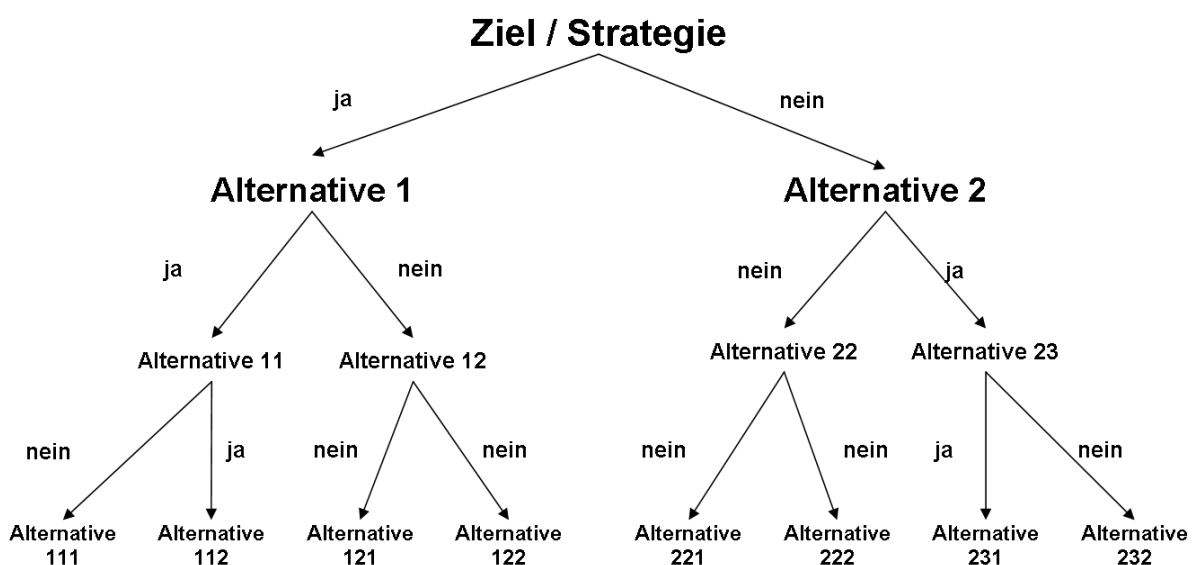 Ziel / Strategie
ja
nein
Alternative 1
Alternative 2
ja
nein
nein
ja
Alternative 11
Alternative 12
Alternative 22
Alternative 23
nein
ja
nein
nein
nein
nein
ja
nein
Alternative
111
Alternative
112
Alternative
121
Alternative
122
Alternative
221
Alternative
222
Alternative
231
Alternative
232